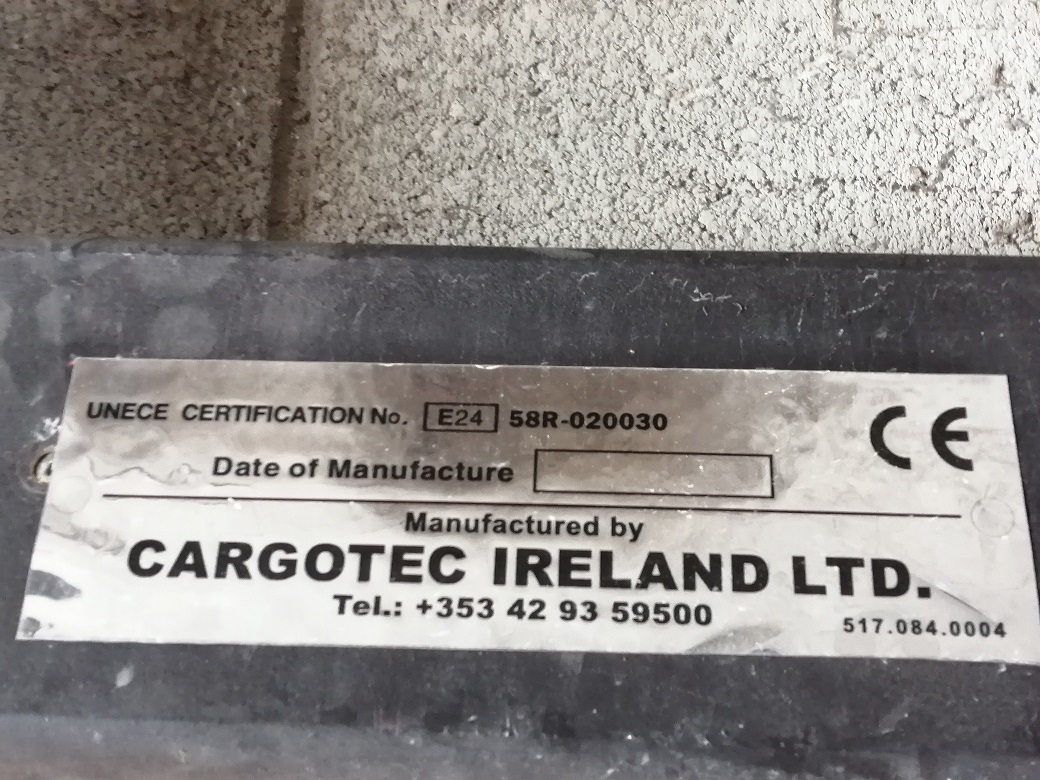 UNECE CERTIFICATION No. E24 58R-020030
CE
Date of Manufacture
Manufactured by
CARGOTEC IRELAND LTD.
Tel.: +353 42 93 59500
517.084.0004